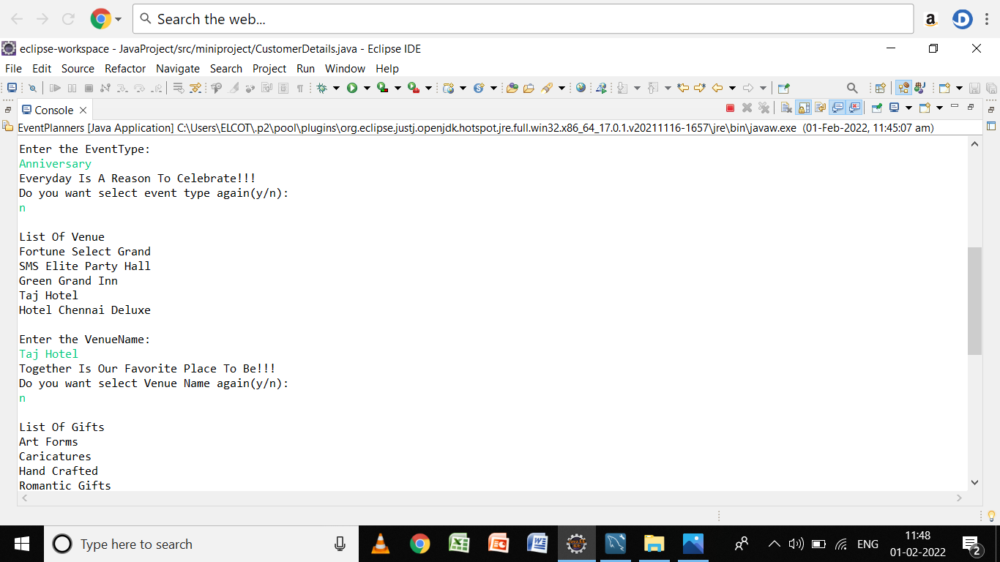 Search the web...
eclipse-workspace - JavaProject/src/miniproject/CustomerDetails.java - Eclipse IDE
File Edit Source Refactor Navigate Search Project Run Window Help
Console
EventPlanners [Java Application] C:\Users\ELCOT\.p2\pool\plugins\org.eclipse.justj.openjdk.hotspot.jre.full.win32.x86_64_17.0.1.v20211116-1657\jre\bin\javaw.exe (01-Feb-2022, 11:45:07 am)
Enter the EventType:
Anniversary
Everyday Is A Reason To Celebrate!!!
Do you want select event type again(y/n):
n
List Of Venue
Fortune Select Grand
SMS Elite Party Hall
Green Grand Inn
Taj Hotel
Hotel Chennai Deluxe
Enter the VenueName:
Taj Hotel
Together Is Our Favorite Place To Be!!!
Do you want select Venue Name again(y/n):
n
List Of Gifts
Art Forms
Caricatures
Hand Crafted
Romantic Gifts
Type here to search
ENG
11:48
01-02-2022
2